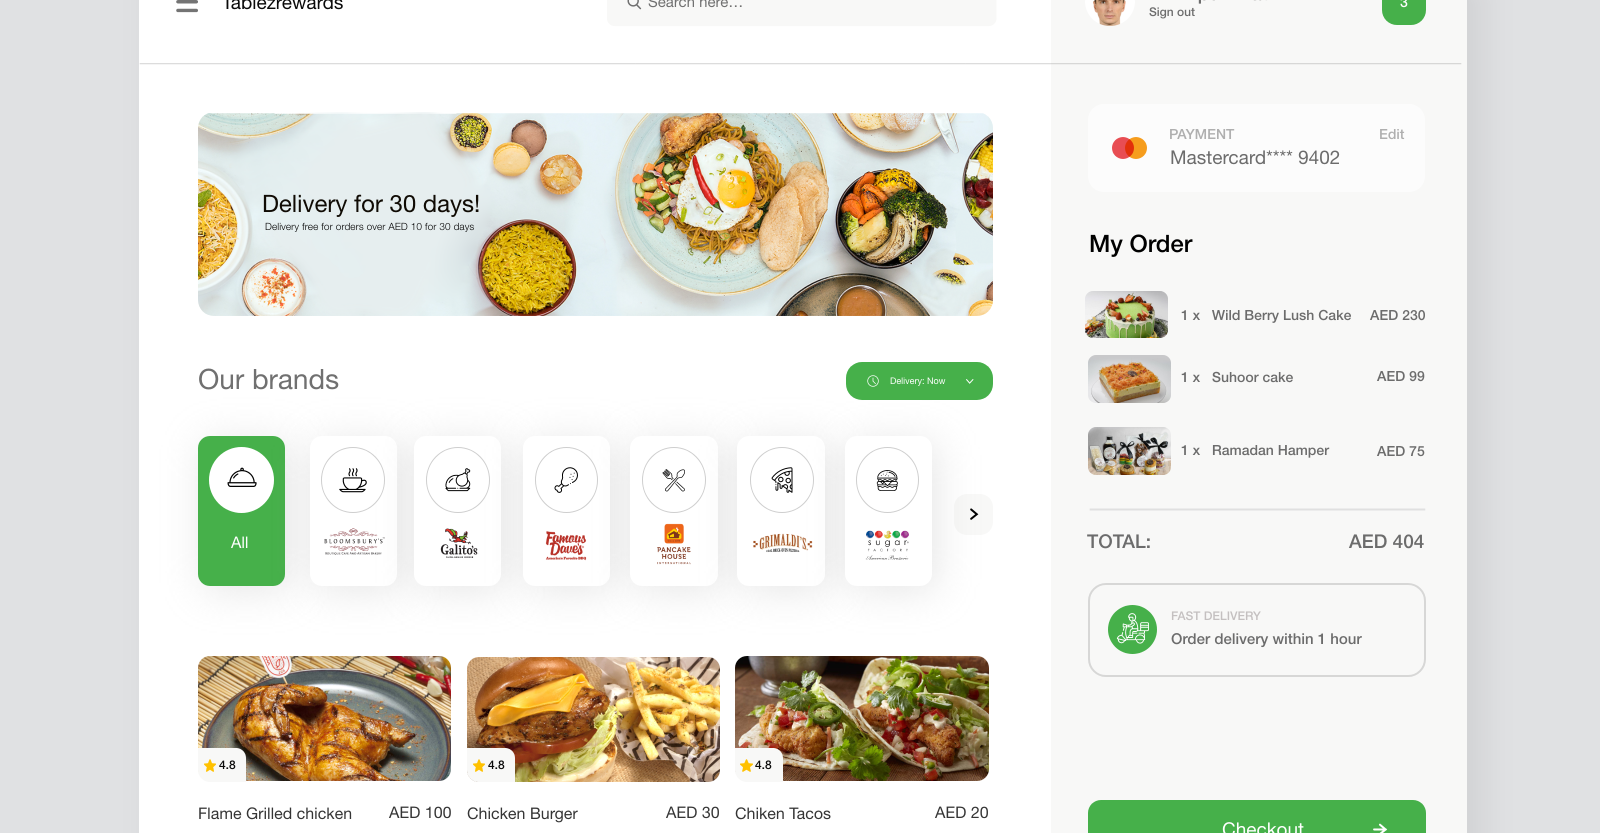 Tablezrewards
Search here...
Sign out
3
Delivery for 30 days!
Delivery free for orders over AED 10 for 30 days
PAYMENT
Edit
Mastercard**** 9402
My Order
1 x Wild Berry Lush Cake AED 230
1 x Suhoor cake AED 99
1 x Ramadan Hamper AED 75
TOTAL: AED 404
FAST DELIVERY
Order delivery within 1 hour
Checkout
Our brands
Delivery: Now
All
BLOOMSBURY'S
Galito's
Famous
Dave's
PANCAKE
HOUSE
INTERNATIONAL
GRIMALDI'S
sugar
FACTORY
American Brasserie
4.8
4.8
4.8
Flame Grilled chicken AED 100
Chicken Burger AED 30
Chiken Tacos AED 20